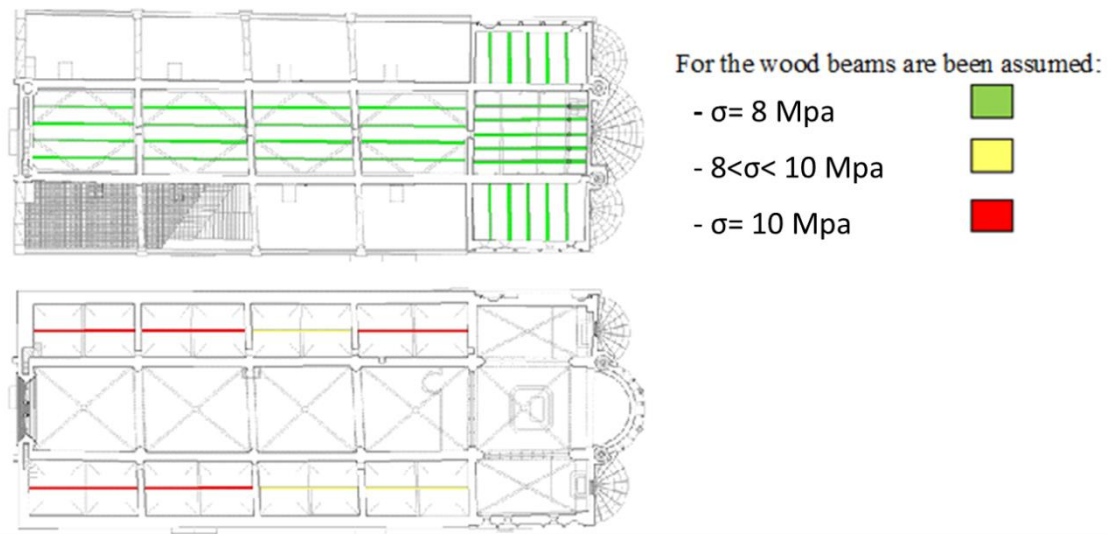 For the wood beams are been assumed:
- σ= 8 Mpa
- 8<σ< 10 Mpa
- σ= 10 Mpa